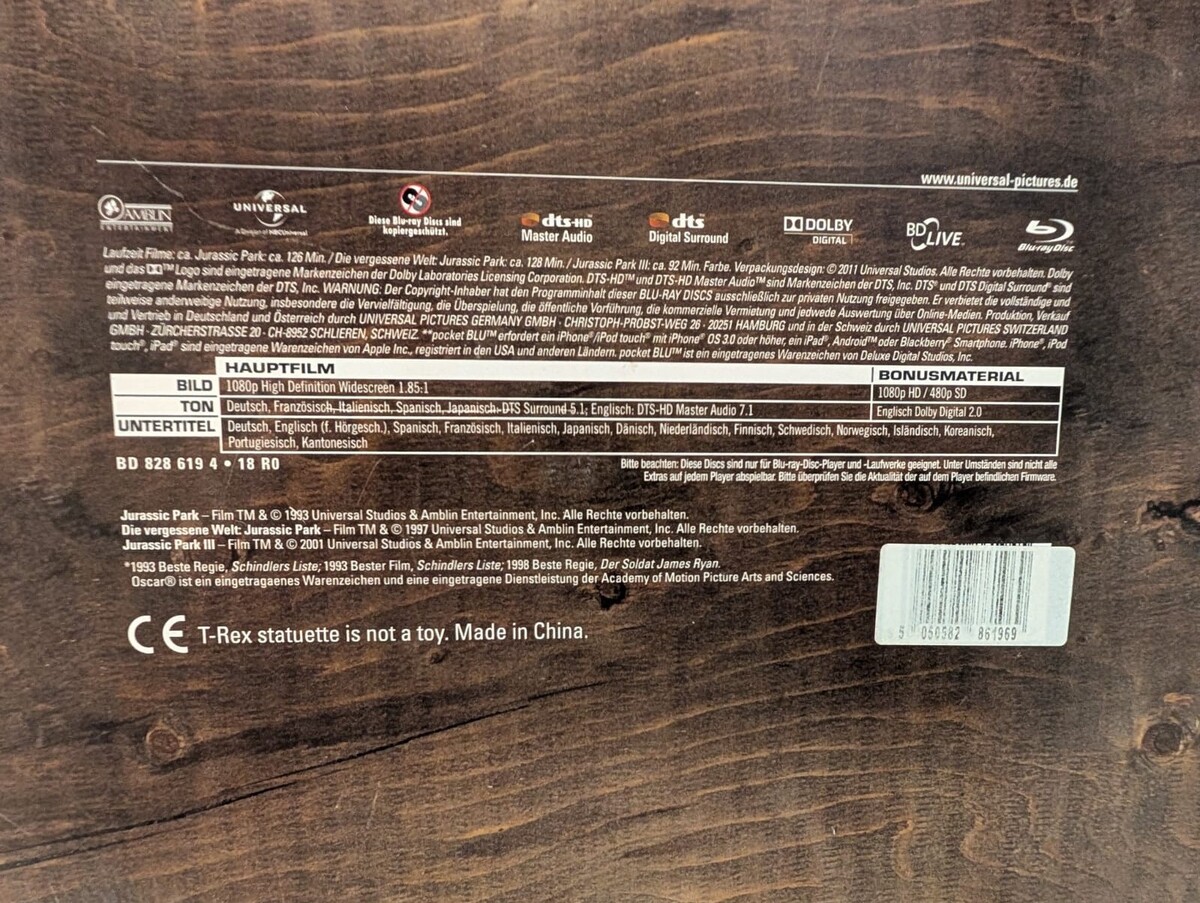 www.universal-pictures.de
AMBLIN
ENTERTAINMENT
UNIVERSAL
A Division of NBCUniversal
Diese Blu-ray Discs sind
kopiergeschützt.
dts-HD
Master Audio
dts
Digital Surround
DOLBY
DIGITAL
BD LIVE™
Blu-ray Disc
Laufzeit Filme: ca. Jurassic Park: ca. 126 Min. / Die vergessene Welt: Jurassic Park: ca. 128 Min. / Jurassic Park III: ca. 92 Min. Farbe. Verpackungsdesign: © 2011 Universal Studios. Alle Rechte vorbehalten. Dolby
und das ™ Logo sind eingetragene Markenzeichen der Dolby Laboratories Licensing Corporation. DTS-HD™ und DTS-HD Master Audio™ sind Markenzeichen der DTS, Inc. DTS® und DTS Digital Surround® sind
eingetragene Markenzeichen der DTS, Inc. WARNUNG: Der Copyright-Inhaber hat den Programminhalt dieser BLU-RAY DISCS ausschließlich zur privaten Nutzung freigegeben. Er verbietet die vollständige und
teilweise anderweitige Nutzung, insbesondere die Vervielfältigung, die Überspielung, die öffentliche Vorführung, die kommerzielle Vermietung und jedwede Auswertung über Online-Medien. Produktion, Verkauf
und Vertrieb in Deutschland und Österreich durch UNIVERSAL PICTURES GERMANY GMBH · CHRISTOPH-PROBST-WEG 26 · 20251 HAMBURG und in der Schweiz durch UNIVERSAL PICTURES SWITZERLAND
GMBH · ZÜRCHERSTRASSE 20 · CH-8952 SCHLIEREN, SCHWEIZ. **pocket BLU™ erfordert ein iPhone®/iPod touch® mit iPhone® OS 3.0 oder höher, ein iPad®, Android™ oder Blackberry® Smartphone. iPhone®, iPod
touch®, iPad® sind eingetragene Warenzeichen von Apple Inc., registriert in den USA und anderen Ländern. pocket BLU™ ist ein eingetragenes Warenzeichen von Deluxe Digital Studios, Inc.
HAUPTFILM BONUSMATERIAL
BILD 1080p High Definition Widescreen 1.85:1 1080p HD / 480p SD
TON Deutsch, Französisch, Italienisch, Spanisch, Japanisch: DTS Surround 5.1; Englisch: DTS-HD Master Audio 7.1 Englisch Dolby Digital 2.0
UNTERTITEL Deutsch, Englisch (f. Hörgesch.), Spanisch, Französisch, Italienisch, Japanisch, Dänisch, Niederländisch, Finnisch, Schwedisch, Norwegisch, Isländisch, Koreanisch,
Portugiesisch, Kantonesisch
BD 828 619 4 • 18 R0
Bitte beachten: Diese Discs sind nur für Blu-ray-Disc-Player und -Laufwerke geeignet. Unter Umständen sind nicht alle
Extras auf jedem Player abspielbar. Bitte überprüfen Sie die Aktualität der auf dem Player befindlichen Firmware.
Jurassic Park – Film TM & © 1993 Universal Studios & Amblin Entertainment, Inc. Alle Rechte vorbehalten.
Die vergessene Welt: Jurassic Park – Film TM & © 1997 Universal Studios & Amblin Entertainment, Inc. Alle Rechte vorbehalten.
Jurassic Park III – Film TM & © 2001 Universal Studios & Amblin Entertainment, Inc. Alle Rechte vorbehalten.
*1993 Beste Regie, Schindlers Liste; 1993 Bester Film, Schindlers Liste; 1998 Beste Regie, Der Soldat James Ryan.
Oscar® ist ein eingetragaenes Warenzeichen und eine eingetragene Dienstleistung der Academy of Motion Picture Arts and Sciences.
CE T-Rex statuette is not a toy. Made in China.
5 050582 861969